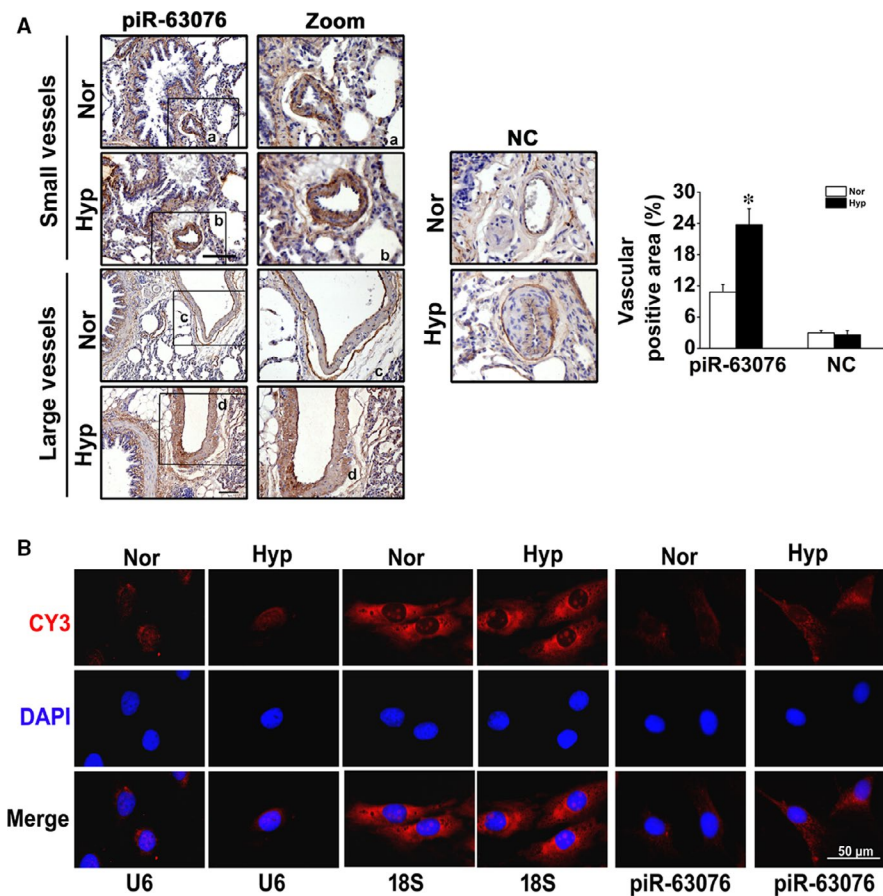 A
piR-63076 Zoom
Small vessels
Nor
a
a
Hyp
b
b
Large vessels
Nor
c
c
Hyp
d
d
NC
Nor
Hyp
Vascular
positive area (%)
30
24
18
12
6
0
*
Nor
Hyp
piR-63076 NC
B
Nor Hyp Nor Hyp Nor Hyp
CY3
DAPI
Merge
50 µm
U6 U6 18S 18S piR-63076 piR-63076